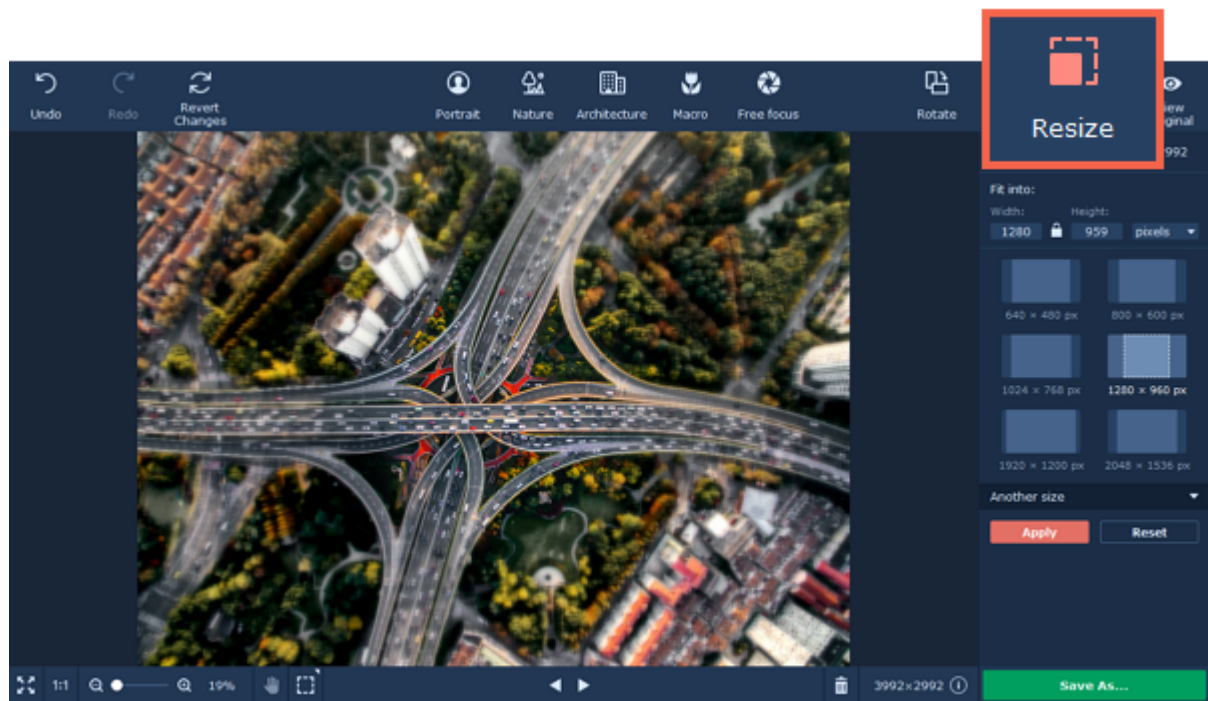 Resize
Undo
Redo
Revert
Changes
Portrait
Nature
Architecture
Macro
Free focus
Rotate
iew
ginal
992
Fit into:
Width: Height:
1280 959 pixels
640 × 480 px 800 × 600 px
1024 × 768 px 1280 × 960 px
1920 × 1200 px 2048 × 1536 px
Another size
Apply Reset
1:1 19% 3992×2992 Save As...